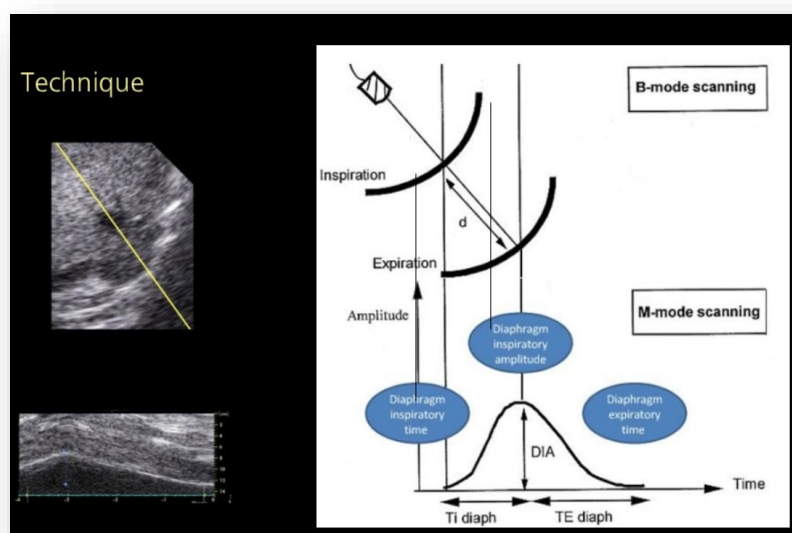 Technique
B-mode scanning
Inspiration
d
Expiration
Amplitude
M-mode scanning
Diaphragm
inspiratory
amplitude
Diaphragm
inspiratory
time
Diaphragm
expiratory
time
DIA
Time
Ti diaph
TE diaph